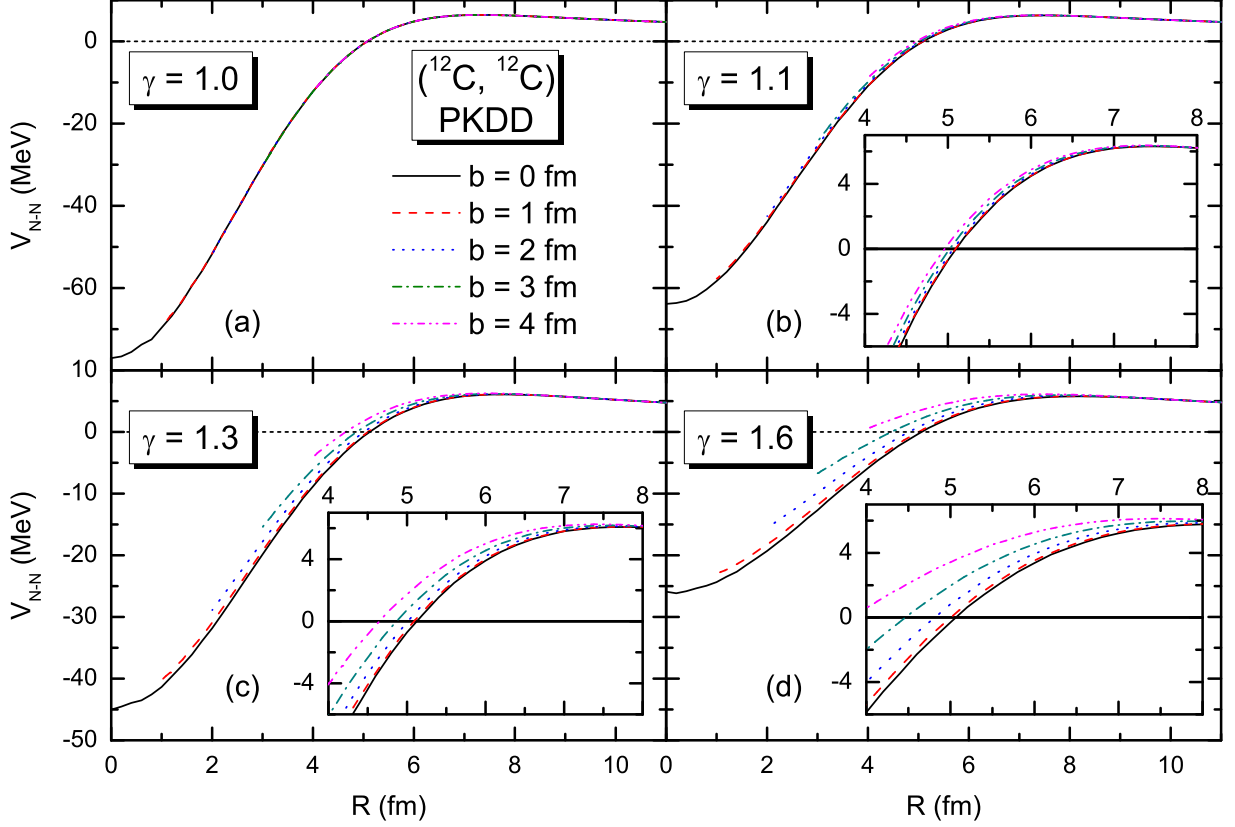 0
-20
-40
-60
V_N-N (MeV)
γ = 1.0
(¹²C, ¹²C)
PKDD
b = 0 fm
b = 1 fm
b = 2 fm
b = 3 fm
b = 4 fm
(a)
γ = 1.1
4 5 6 7 8
4
0
-4
(b)
10
0
-10
-20
-30
-40
-50
V_N-N (MeV)
γ = 1.3
4 5 6 7 8
4
0
-4
(c)
0 2 4 6 8 10
R (fm)
γ = 1.6
4 5 6 7 8
4
0
-4
(d)
0 2 4 6 8 10
R (fm)